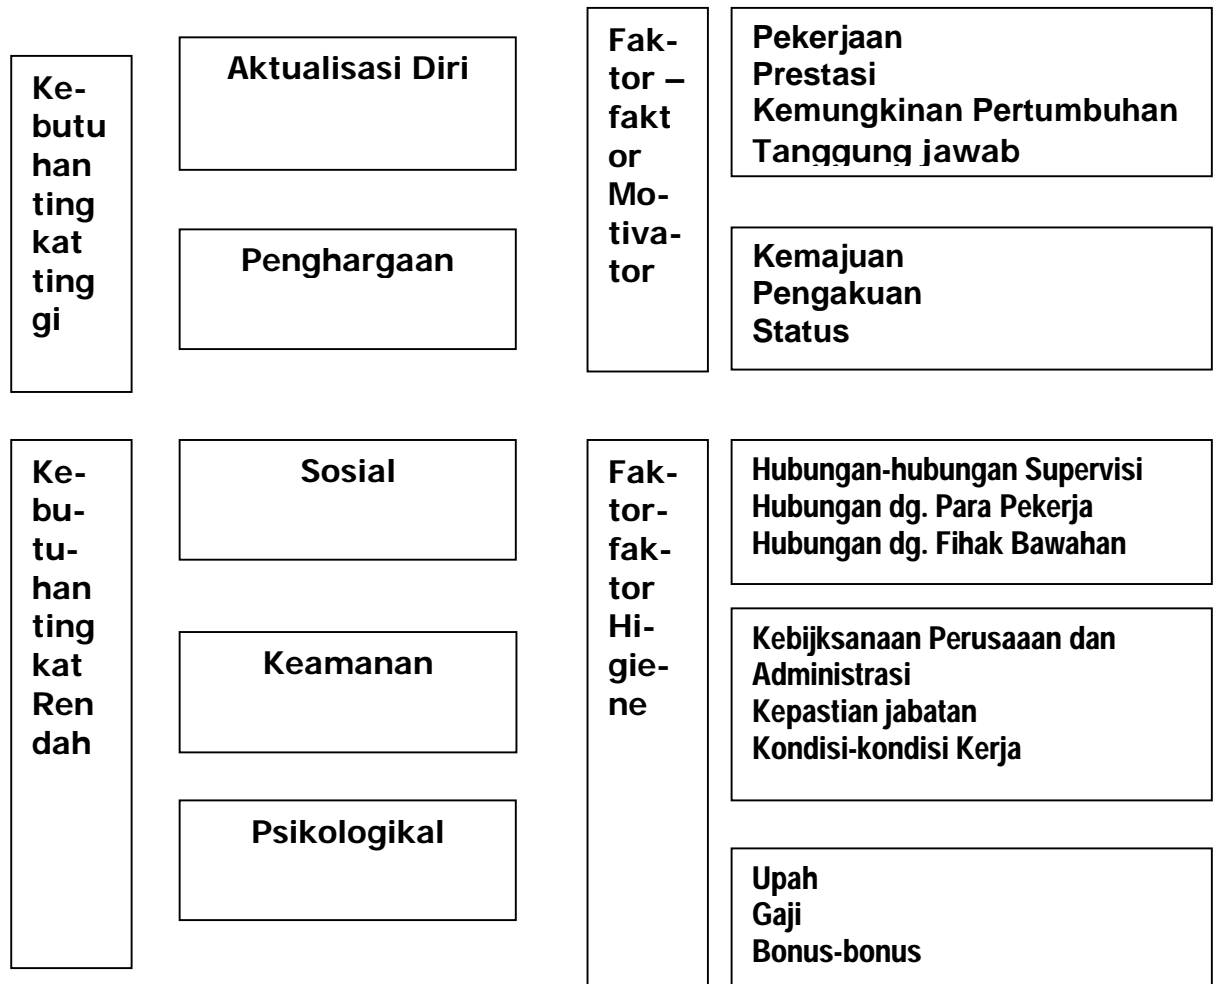 Ke-
butu
han
ting
kat
ting
gi
Aktualisasi Diri
Penghargaan
Fak-
tor –
fakt
or
Mo-
tiva-
tor
Pekerjaan
Prestasi
Kemungkinan Pertumbuhan
Tanggung jawab
Kemajuan
Pengakuan
Status
Ke-
bu-
tu-
han
ting
kat
Ren
dah
Sosial
Keamanan
Psikologikal
Fak-
tor-
fak-
tor
Hi-
gie-
ne
Hubungan-hubungan Supervisi
Hubungan dg. Para Pekerja
Hubungan dg. Fihak Bawahan
Kebijksanaan Perusaaan dan
Administrasi
Kepastian jabatan
Kondisi-kondisi Kerja
Upah
Gaji
Bonus-bonus